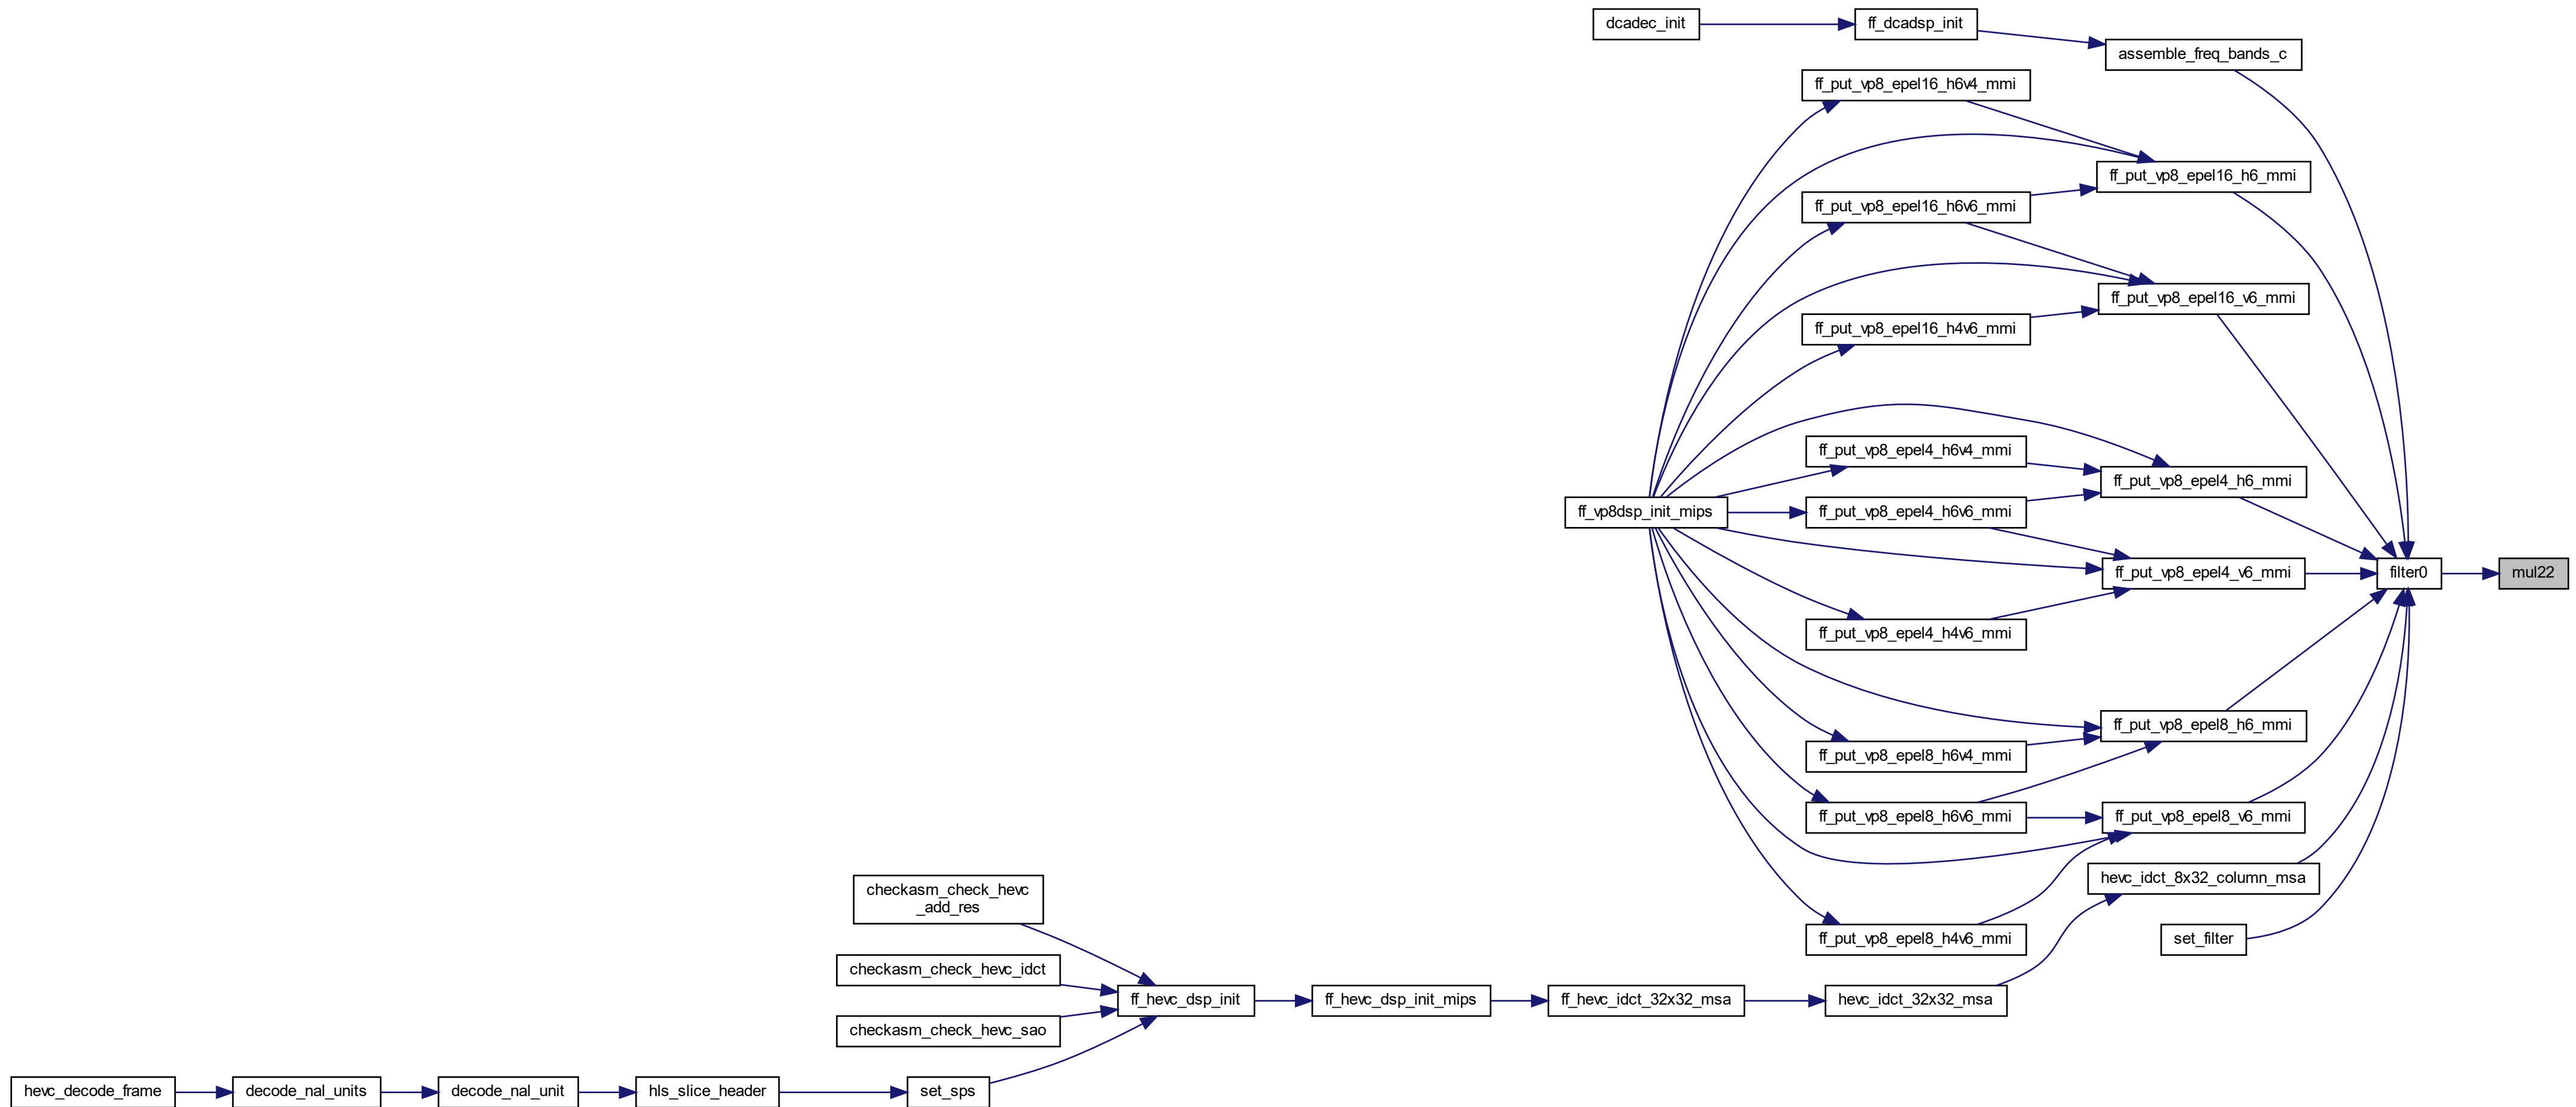 dcadec_init
ff_dcadsp_init
assemble_freq_bands_c
ff_put_vp8_epel16_h6v4_mmi
ff_put_vp8_epel16_h6_mmi
ff_put_vp8_epel16_h6v6_mmi
ff_put_vp8_epel16_v6_mmi
ff_put_vp8_epel16_h4v6_mmi
ff_put_vp8_epel4_h6v4_mmi
ff_put_vp8_epel4_h6_mmi
ff_vp8dsp_init_mips
ff_put_vp8_epel4_h6v6_mmi
ff_put_vp8_epel4_v6_mmi
filter0
mul22
ff_put_vp8_epel4_h4v6_mmi
ff_put_vp8_epel8_h6_mmi
ff_put_vp8_epel8_h6v4_mmi
ff_put_vp8_epel8_h6v6_mmi
ff_put_vp8_epel8_v6_mmi
hevc_idct_8x32_column_msa
checkasm_check_hevc
_add_res
ff_put_vp8_epel8_h4v6_mmi
set_filter
checkasm_check_hevc_idct
ff_hevc_dsp_init
ff_hevc_dsp_init_mips
ff_hevc_idct_32x32_msa
hevc_idct_32x32_msa
checkasm_check_hevc_sao
hevc_decode_frame
decode_nal_units
decode_nal_unit
hls_slice_header
set_sps